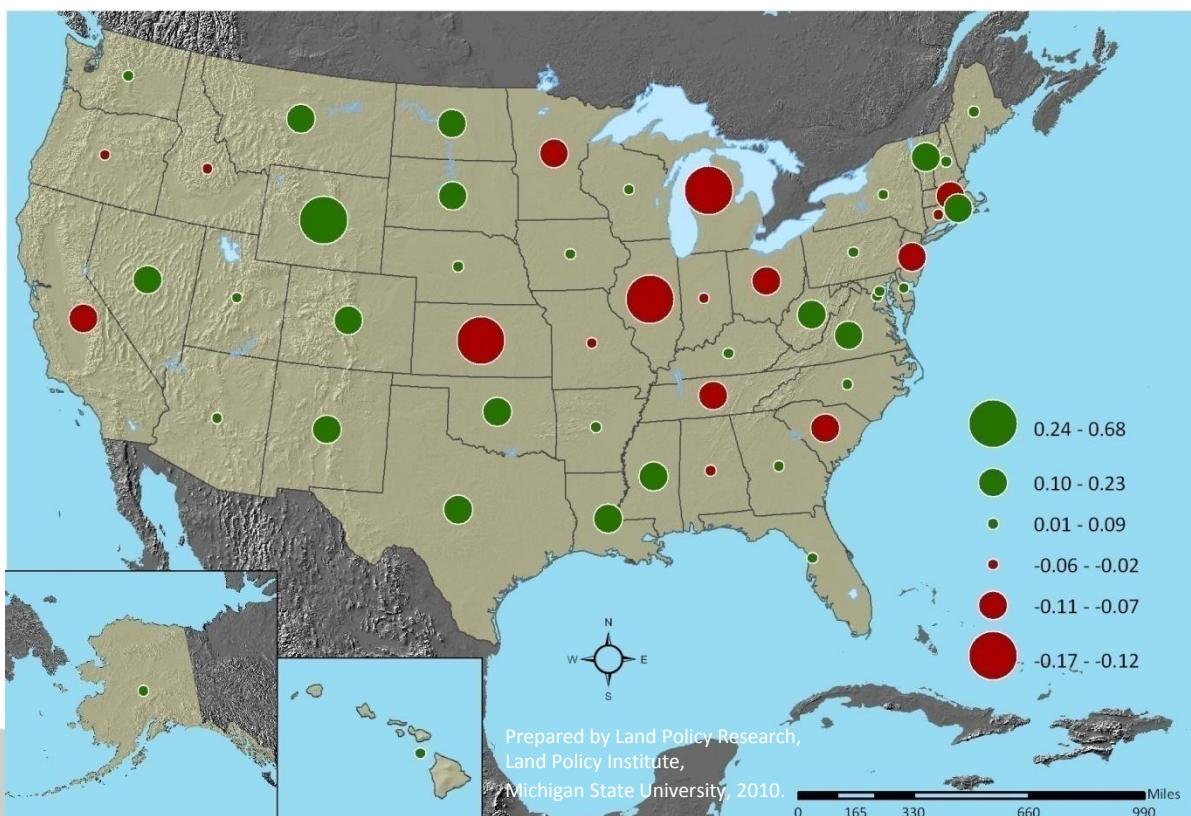 0.24 - 0.68
0.10 - 0.23
0.01 - 0.09
-0.06 - -0.02
-0.11 - -0.07
-0.17 - -0.12
N
W E
S
Prepared by Land Policy Research,
Land Policy Institute,
Michigan State University, 2010.
Miles
0 165 330 660 990